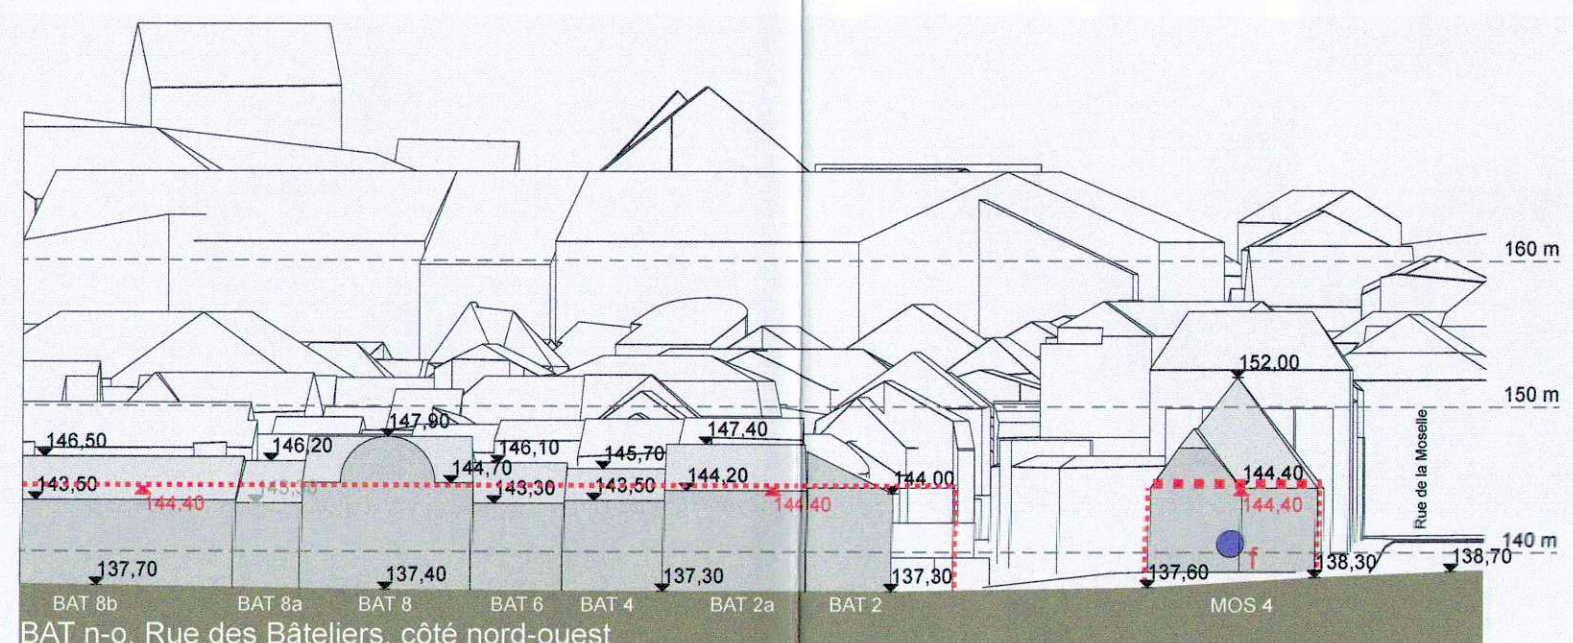 160 m
152,00
150 m
147,90
146,50
146,20
146,10
147,40
145,70
144,70
144,20
144,00
144,40
143,50
143,30
143,50
144,40
144,40
144,40
Rue de la Moselle
140 m
f
137,70
137,40
137,30
137,30
137,60
138,30
138,70
BAT 8b
BAT 8a
BAT 8
BAT 6
BAT 4
BAT 2a
BAT 2
MOS 4
BAT n-o. Rue des Bâteliers. côté nord-ouest